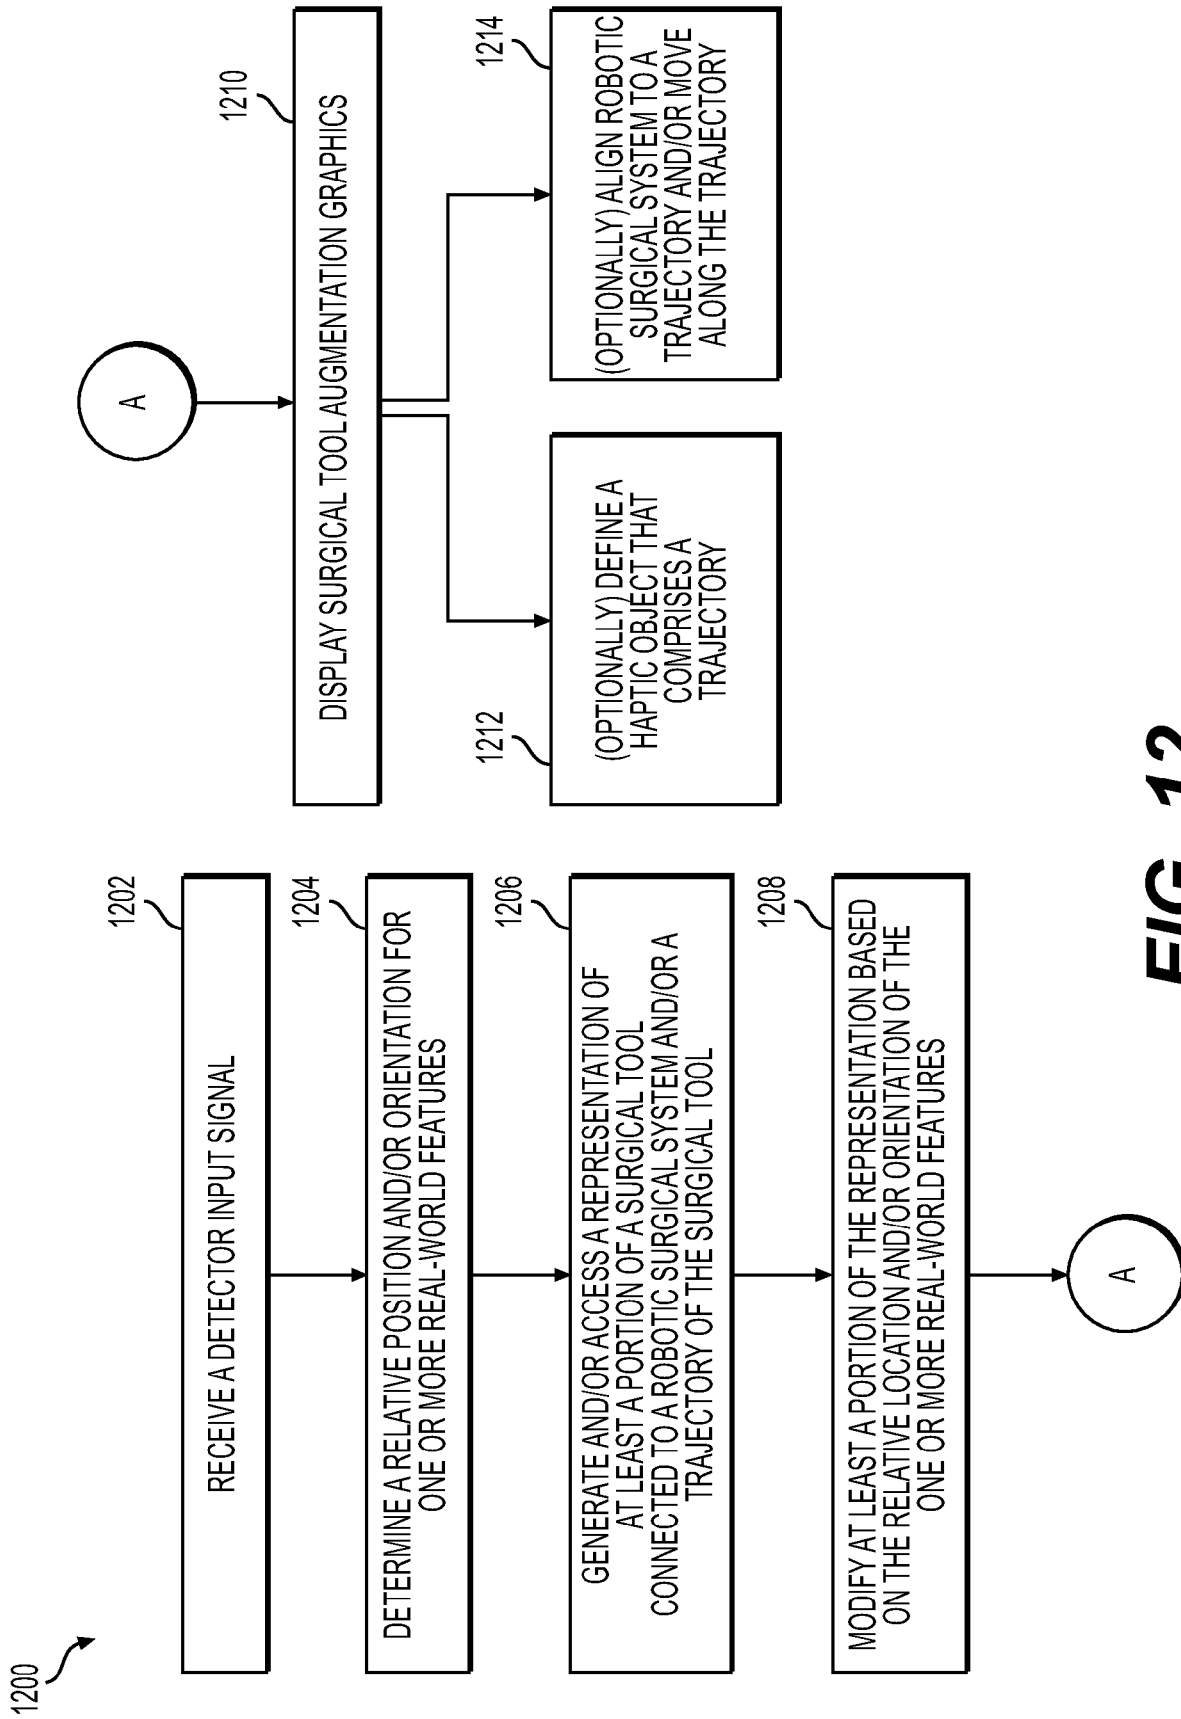 1200
1202
RECEIVE A DETECTOR INPUT SIGNAL
1204
DETERMINE A RELATIVE POSITION AND/OR ORIENTATION FOR
ONE OR MORE REAL-WORLD FEATURES
1206
GENERATE AND/OR ACCESS A REPRESENTATION OF
AT LEAST A PORTION OF A SURGICAL TOOL
CONNECTED TO A ROBOTIC SURGICAL SYSTEM AND/OR A
TRAJECTORY OF THE SURGICAL TOOL
1208
MODIFY AT LEAST A PORTION OF THE REPRESENTATION BASED
ON THE RELATIVE LOCATION AND/OR ORIENTATION OF THE
ONE OR MORE REAL-WORLD FEATURES
A
A
1210
DISPLAY SURGICAL TOOL AUGMENTATION GRAPHICS
1212
(OPTIONALLY) DEFINE A
HAPTIC OBJECT THAT
COMPRISES A
TRAJECTORY
1214
(OPTIONALLY) ALIGN ROBOTIC
SURGICAL SYSTEM TO A
TRAJECTORY AND/OR MOVE
ALONG THE TRAJECTORY
FIG. 12